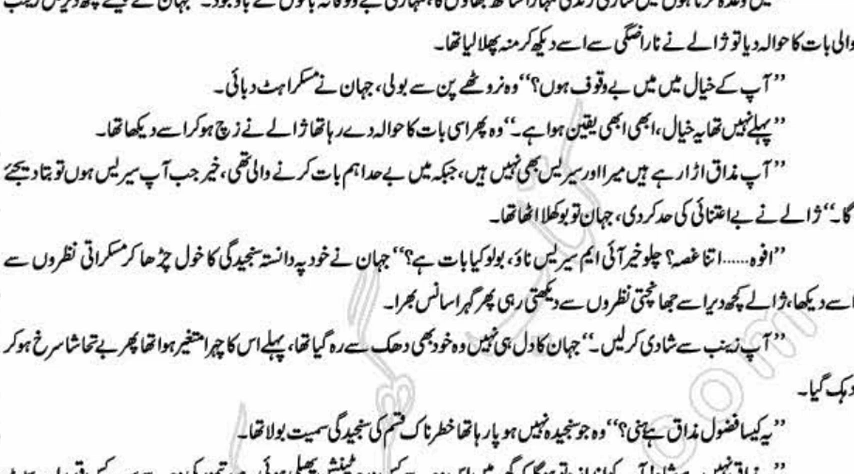 والی بات کا حوالہ دیا تو ژالے نے ناراضگی سے اسے دیکھ کر منہ پھلا لیا تھا۔
’’آپ کے خیال میں میں بے وقوف ہوں؟‘‘ وہ نروٹھے پن سے بولی، جہان نے مسکراہٹ دبائی۔
’’پہلے نہیں تھا یہ خیال، ابھی ابھی یقین ہوا ہے۔‘‘ وہ پھر اسی بات کا حوالہ دے رہا تھا ژالے نے زچ ہو کر اسے دیکھا تھا۔
’’آپ مذاق اڑا رہے ہیں میرا اور سیریس بھی نہیں ہیں، جبکہ میں بے حد اہم بات کرنے والی تھی، خیر جب آپ سیریس ہوں تو بتا دیجئے
گا۔‘‘ ژالے نے بے اعتنائی کی حد کر دی، جہان تو بوکھلا اٹھا تھا۔
’’افوہ......اتنا غصہ؟ چلو خیر آئی ایم سیریس ناؤ، بولو کیا بات ہے؟‘‘ جہان نے خود پہ دانستہ سنجیدگی کا خول چڑھا کر مسکراتی نظروں سے
اسے دیکھا، ژالے کچھ دیر اسے جھانچتی نظروں سے دیکھتی رہی پھر گہرا سانس بھرا۔
’’آپ زینب سے شادی کر لیں۔‘‘ جہان کا دل ہی نہیں وہ خود بھی دھک سے رہ گیا تھا، پہلے اس کا چہرا متغیر ہوا تھا پھر بے تحاشا سرخ ہو کر
دہک گیا۔
’’یہ کیسا فضول مذاق ہے ہنی؟‘‘ وہ جو سنجیدہ نہیں ہو پا رہا تھا خطرناک قسم کی سنجیدگی سمیت بولا تھا۔